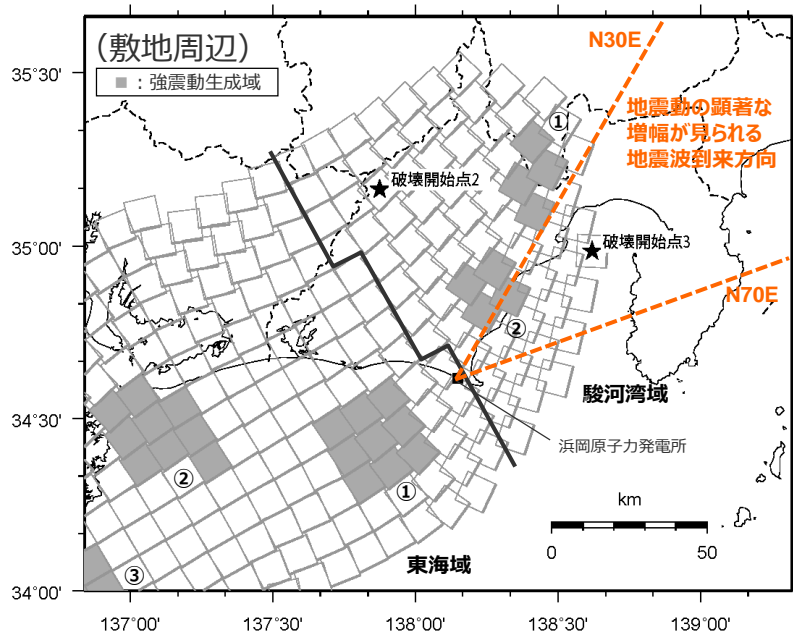 (敷地周辺)
■ : 強震動生成域
N30E
地震動の顕著な
増幅が見られる
地震波到来方向
①
破壊開始点2
破壊開始点3
N70E
②
駿河湾域
浜岡原子力発電所
②
①
③
東海域
km
0 50
35°30'
35°00'
34°30'
34°00'
137°00' 137°30' 138°00' 138°30' 139°00'